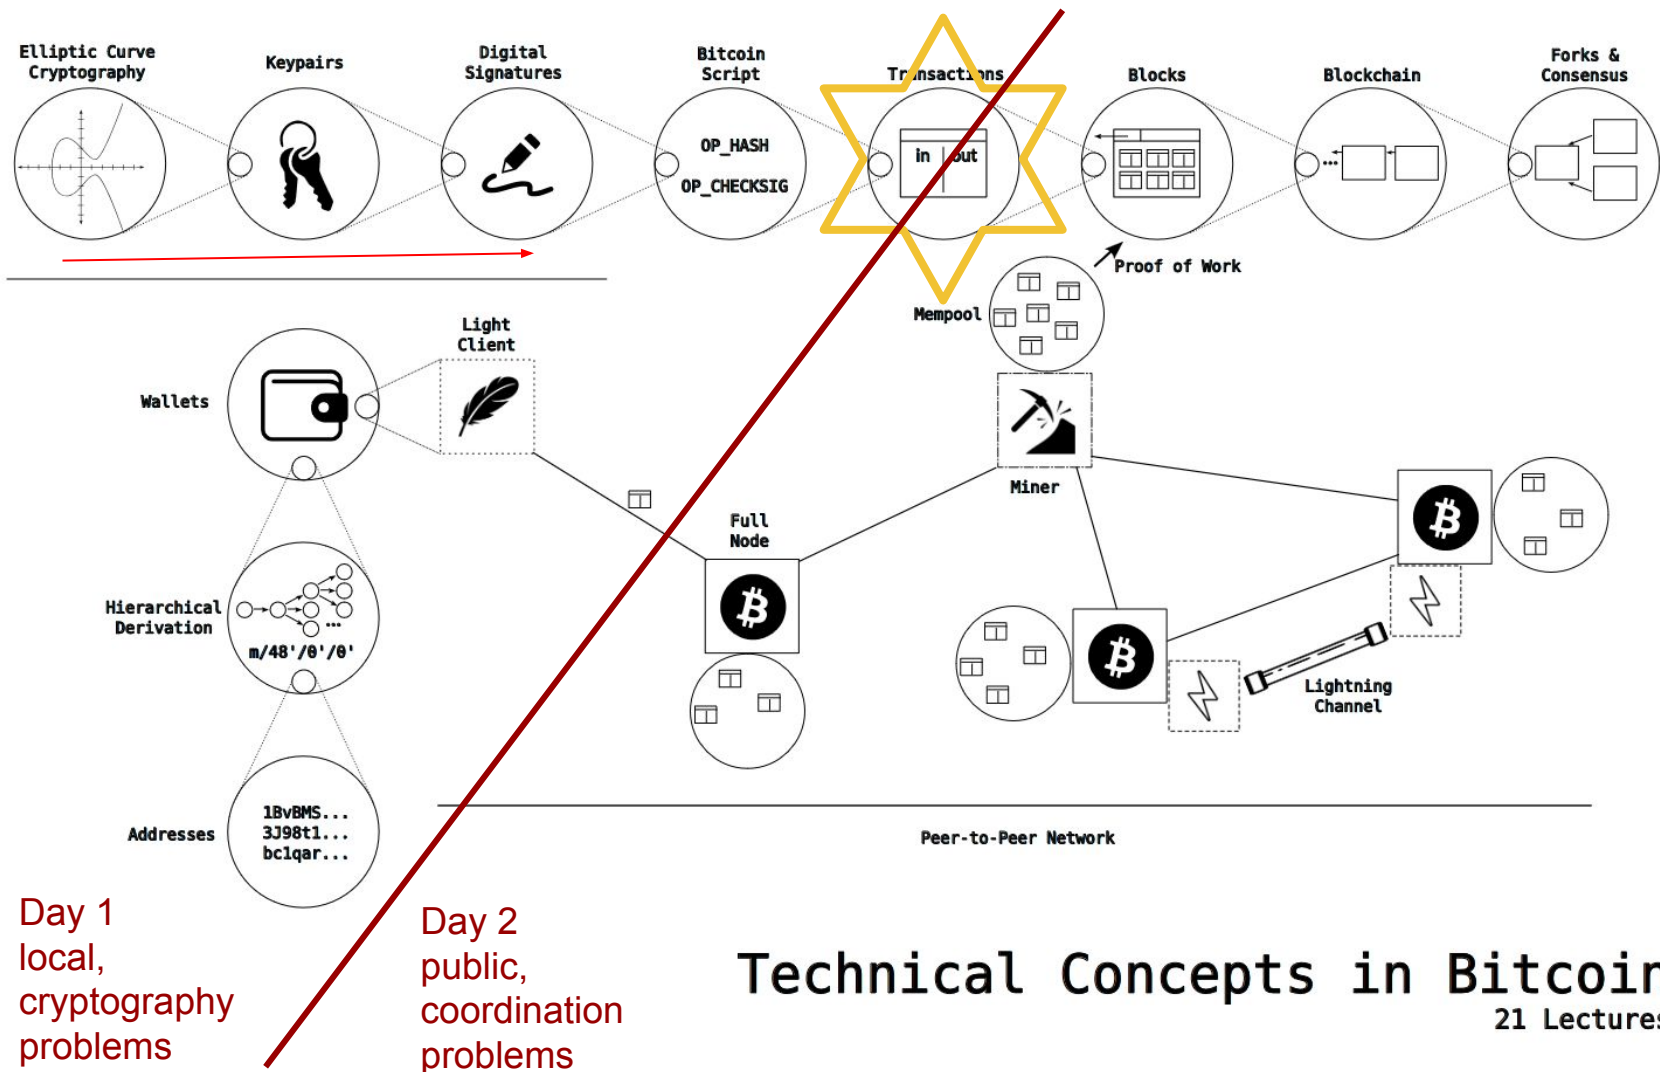 Elliptic Curve
Cryptography
Keypairs
Digital
Signatures
Bitcoin
Script
Transactions
Blocks
Blockchain
Forks &
Consensus
OP_HASH
OP_CHECKSIG
in out
...
Proof of Work
Mempool
Light
Client
Wallets
Miner
Full
Node
Hierarchical
Derivation
...
m/48'/0'/0'
Lightning
Channel
Addresses
1BvBMS...
3J98t1...
bc1qar...
Peer-to-Peer Network
Day 1
local,
cryptography
problems
Day 2
public,
coordination
problems
Technical Concepts in Bitcoin
21 Lectures